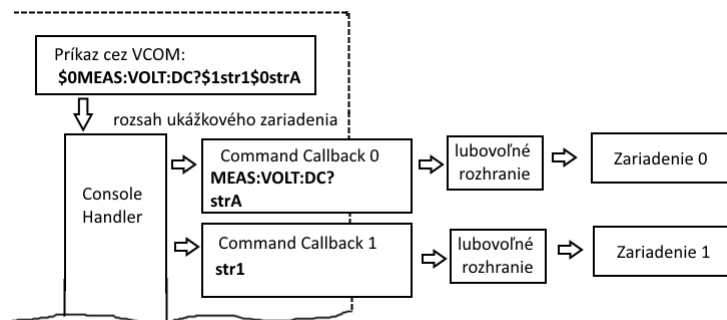 Príkaz cez VCOM:
$0MEAS:VOLT:DC?$1str1$0strA
rozsah ukážkového zariadenia
Console
Handler
Command Callback 0
MEAS:VOLT:DC?
strA
lubovoľné
rozhranie
Zariadenie 0
Command Callback 1
str1
lubovoľné
rozhranie
Zariadenie 1